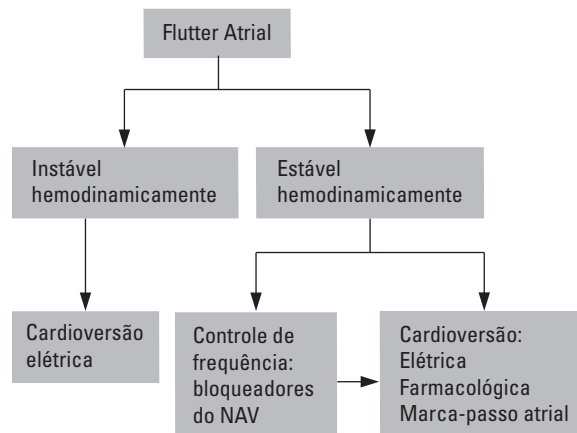 Flutter Atrial
Instável
hemodinamicamente
Estável
hemodinamicamente
Cardioversão
elétrica
Controle de
frequência:
bloqueadores
do NAV
Cardioversão:
Elétrica
Farmacológica
Marca-passo atrial